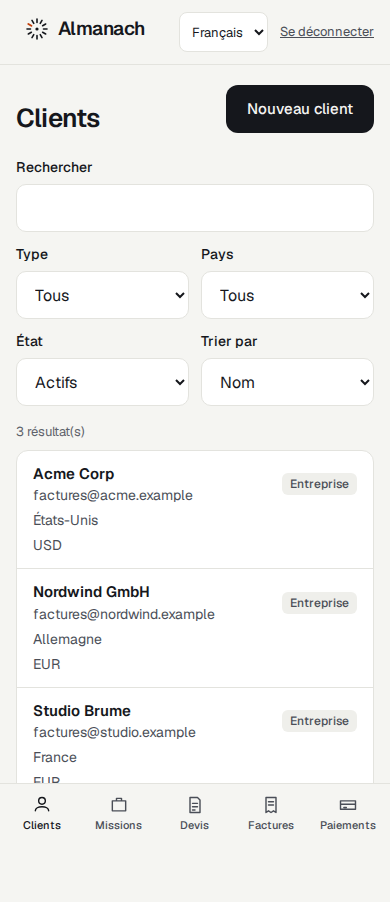 Almanach
Français
Se déconnecter
Clients
Nouveau client
Rechercher
Type
Pays
Tous
Tous
État
Trier par
Actifs
Nom
3 résultat(s)
Acme Corp
Entreprise
factures@acme.example
États-Unis
USD
Nordwind GmbH
Entreprise
factures@nordwind.example
Allemagne
EUR
Studio Brume
Entreprise
factures@studio.example
France
EUR
Clients
Missions
Devis
Factures
Paiements